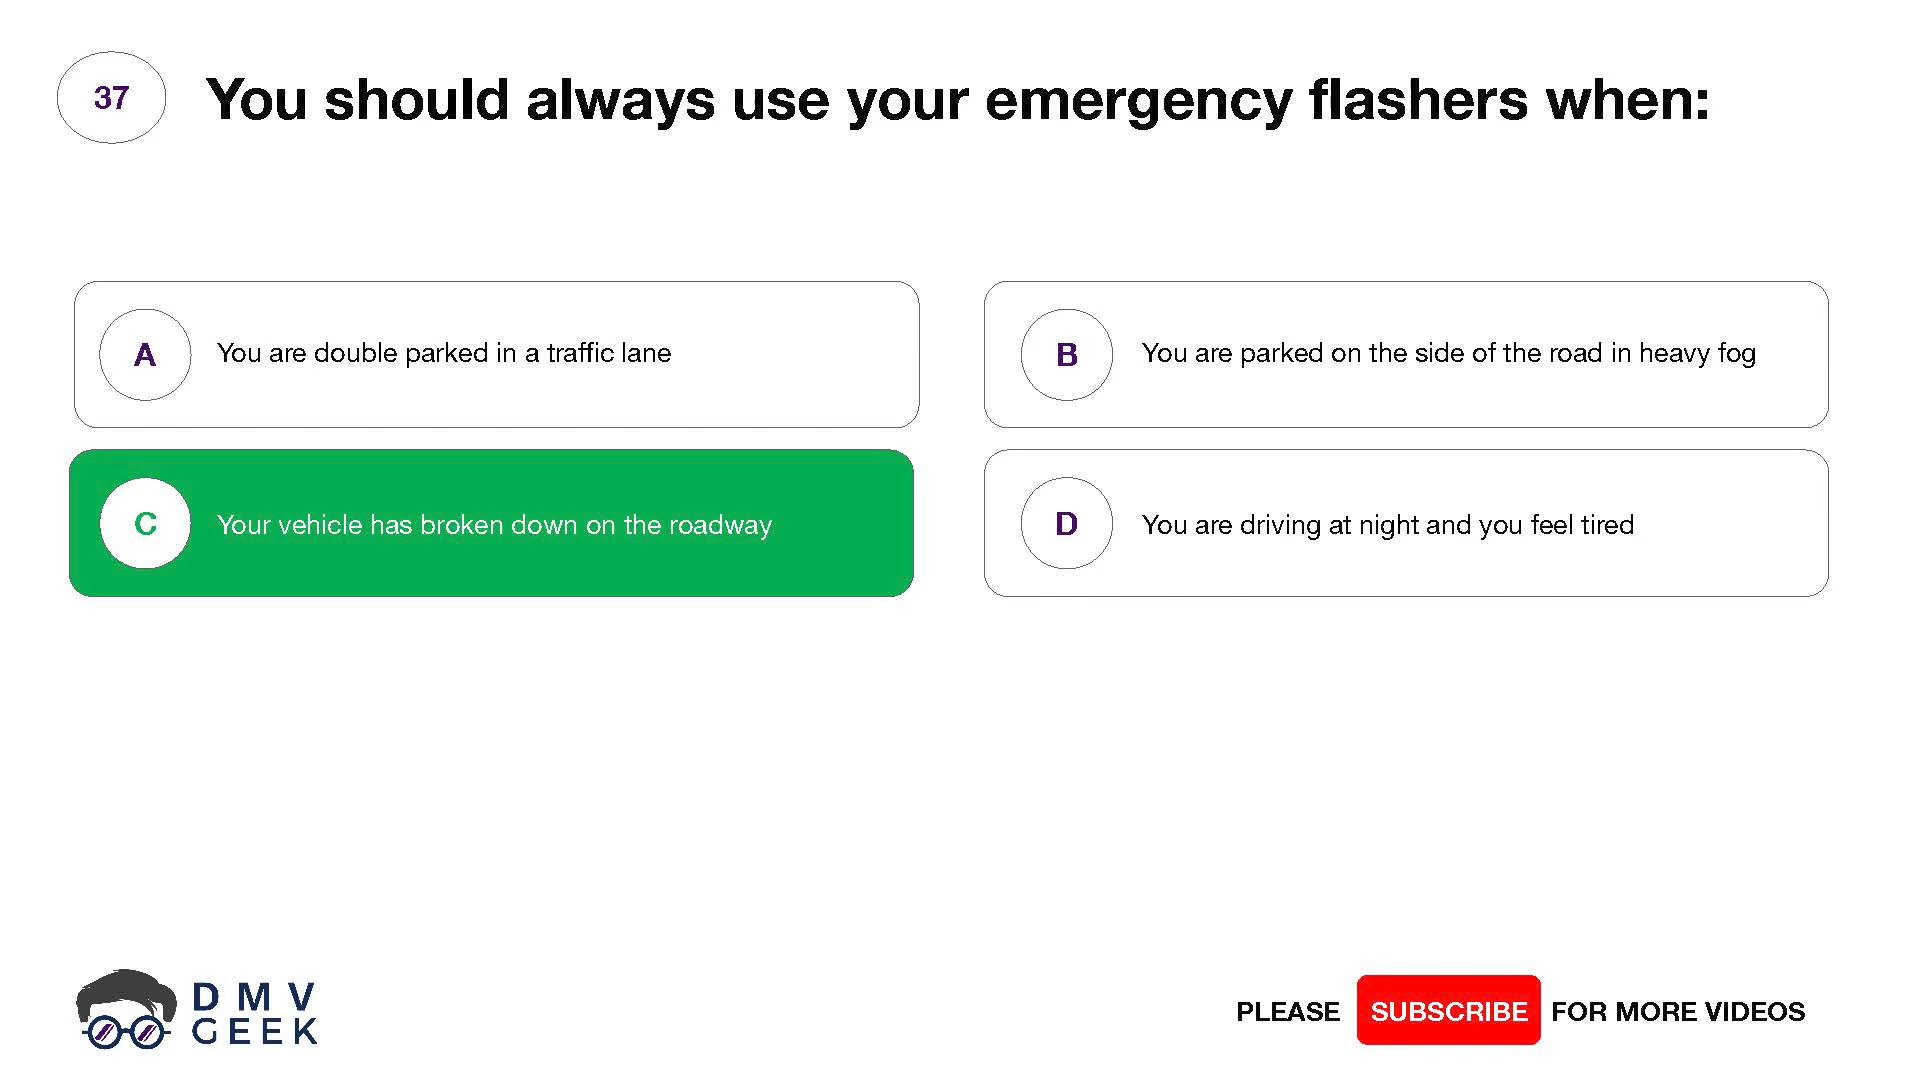 37
You should always use your emergency flashers when:
A
You are double parked in a traffic lane
B
You are parked on the side of the road in heavy fog
C
Your vehicle has broken down on the roadway
D
You are driving at night and you feel tired
DMV
GEEK
PLEASE SUBSCRIBE FOR MORE VIDEOS